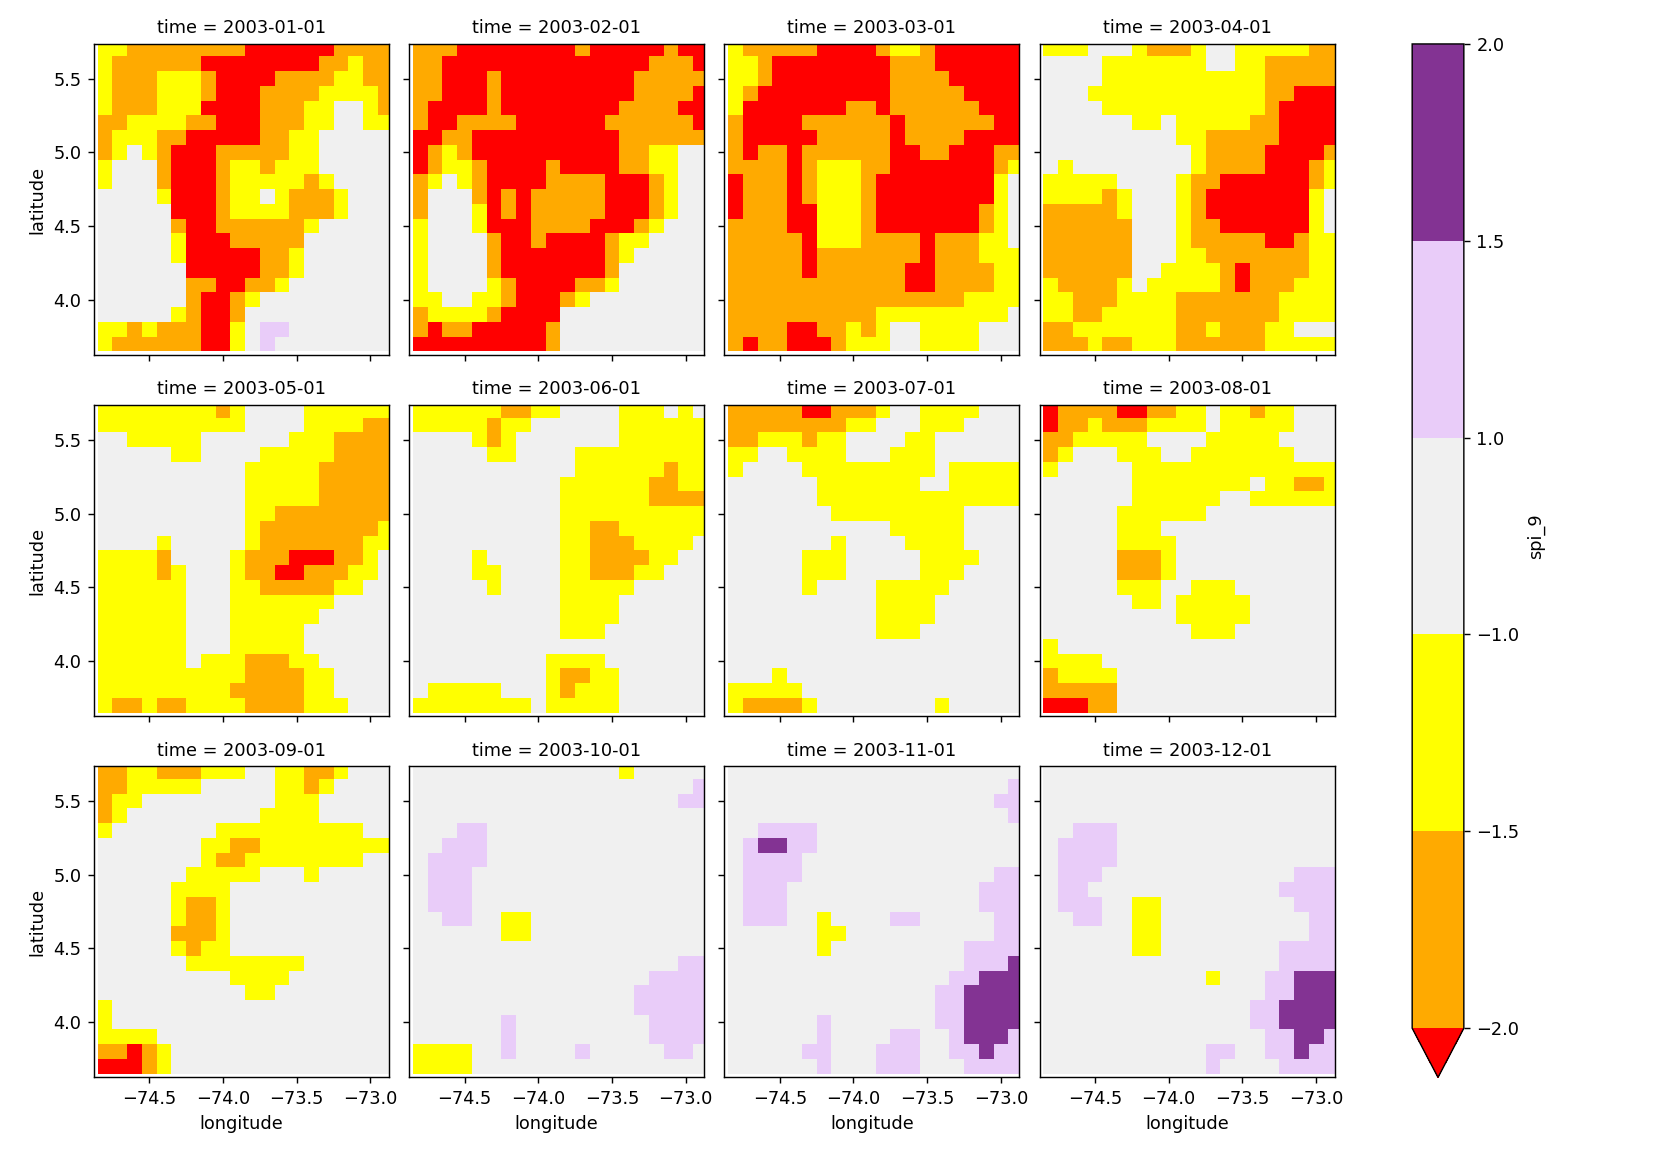 time = 2003-01-01
time = 2003-02-01
time = 2003-03-01
time = 2003-04-01
5.5
5.0
4.5
4.0
latitude
time = 2003-05-01
time = 2003-06-01
time = 2003-07-01
time = 2003-08-01
5.5
5.0
4.5
4.0
latitude
time = 2003-09-01
time = 2003-10-01
time = 2003-11-01
time = 2003-12-01
5.5
5.0
4.5
4.0
latitude
−74.5 −74.0 −73.5 −73.0
longitude
−74.5 −74.0 −73.5 −73.0
longitude
−74.5 −74.0 −73.5 −73.0
longitude
−74.5 −74.0 −73.5 −73.0
longitude
2.0
1.5
1.0
−1.0
−1.5
−2.0
spi_9